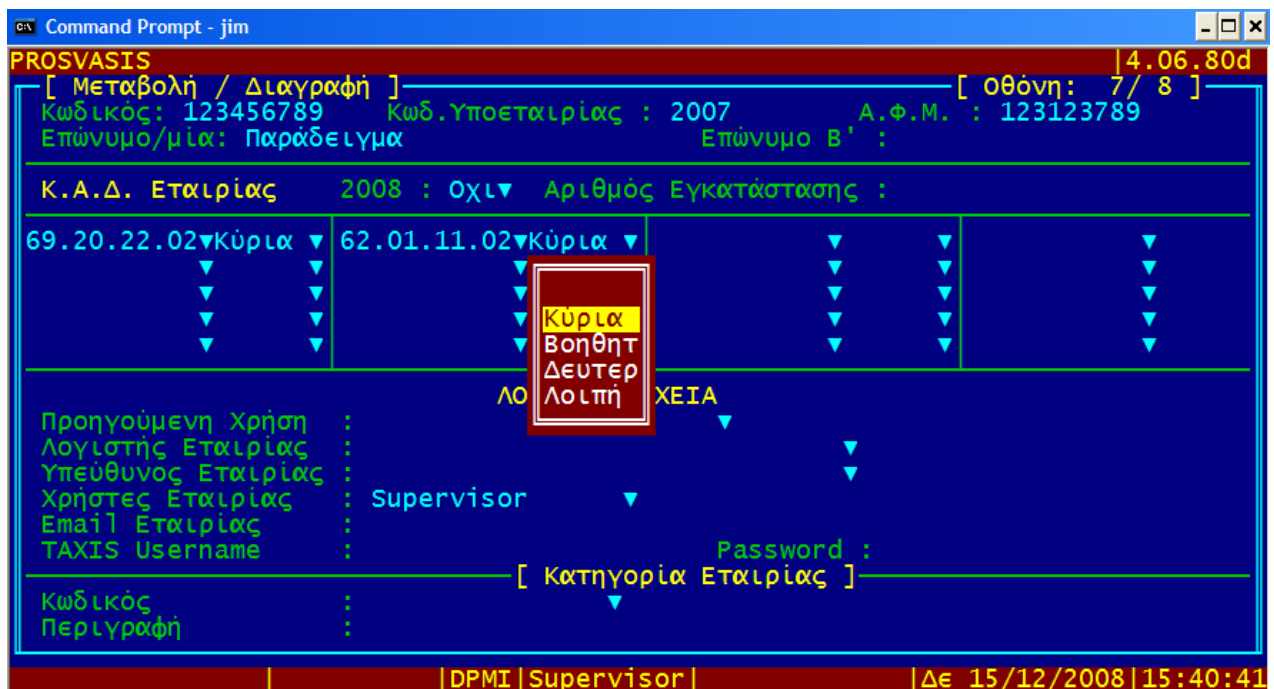 Command Prompt - jim
PROSVASIS |4.06.80d
[ Μεταβολή / Διαγραφή ] [ Οθόνη: 7/ 8 ]
Κωδικός: 123456789 Κωδ.Υποεταιρίας : 2007 Α.Φ.Μ. : 123123789
Επώνυμο/μία: Παράδειγμα Επώνυμο Β' :
Κ.Α.Δ. Εταιρίας 2008 : Οχι▼ Αριθμός Εγκατάστασης :
69.20.22.02▼Κύρια ▼ 62.01.11.02▼Κύρια ▼
Κύρια
Βοηθητ
Δευτερ
Λοιπή
ΛΟ ΧΕΙΑ
Προηγούμενη Χρήση :
Λογιστής Εταιρίας :
Υπεύθυνος Εταιρίας :
Χρήστες Εταιρίας : Supervisor ▼
Email Εταιρίας :
TAXIS Username : Password :
[ Κατηγορία Εταιρίας ]
Κωδικός :
Περιγραφή :
|DPMI|Supervisor| |Δε 15/12/2008|15:40:41